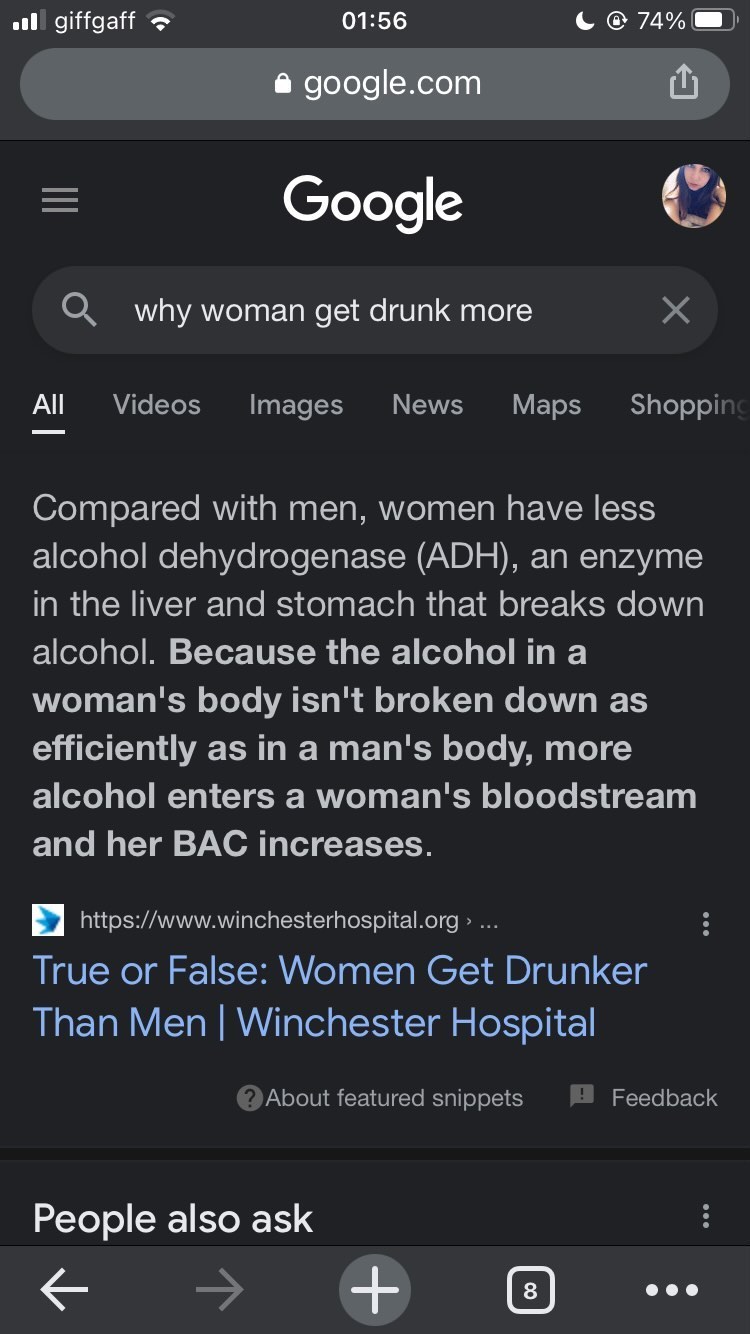 giffgaff 01:56 74%
google.com
Google
why woman get drunk more
All Videos Images News Maps Shopping
Compared with men, women have less
alcohol dehydrogenase (ADH), an enzyme
in the liver and stomach that breaks down
alcohol. Because the alcohol in a
woman's body isn't broken down as
efficiently as in a man's body, more
alcohol enters a woman's bloodstream
and her BAC increases.
https://www.winchesterhospital.org › ...
True or False: Women Get Drunker
Than Men | Winchester Hospital
About featured snippets Feedback
People also ask
8